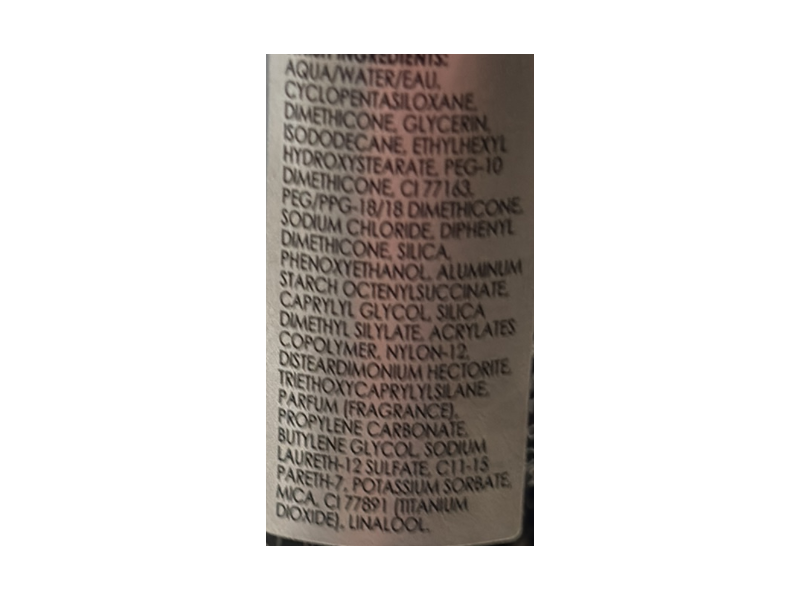 INGREDIENTS:
AQUA/WATER/EAU,
CYCLOPENTASILOXANE,
DIMETHICONE, GLYCERIN,
ISODODECANE, ETHYLHEXYL
HYDROXYSTEARATE, PEG-10
DIMETHICONE, CI 77163,
PEG/PPG-18/18 DIMETHICONE,
SODIUM CHLORIDE, DIPHENYL
DIMETHICONE, SILICA,
PHENOXYETHANOL, ALUMINUM
STARCH OCTENYLSUCCINATE,
CAPRYLYL GLYCOL, SILICA
DIMETHYL SILYLATE, ACRYLATES
COPOLYMER, NYLON-12,
DISTEARDIMONIUM HECTORITE,
TRIETHOXYCAPRYLYLSILANE,
PARFUM (FRAGRANCE),
PROPYLENE CARBONATE,
BUTYLENE GLYCOL, SODIUM
LAURETH-12 SULFATE, C11-15
PARETH-7, POTASSIUM SORBATE,
MICA, CI 77891 (TITANIUM
DIOXIDE), LINALOOL.